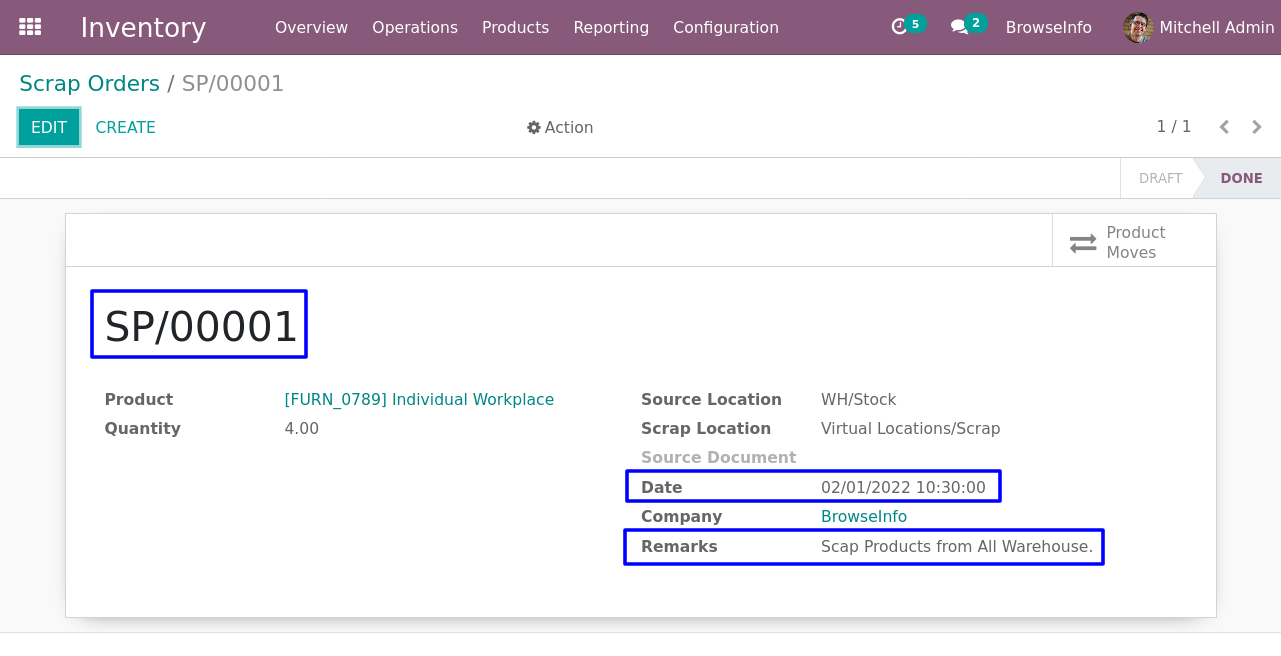 Inventory Overview Operations Products Reporting Configuration 5 2 BrowseInfo Mitchell Admin
Scrap Orders / SP/00001
EDIT CREATE Action 1 / 1
DRAFT DONE
Product
Moves
SP/00001
Product [FURN_0789] Individual Workplace Source Location WH/Stock
Quantity 4.00 Scrap Location Virtual Locations/Scrap
Source Document
Date 02/01/2022 10:30:00
Company BrowseInfo
Remarks Scap Products from All Warehouse.